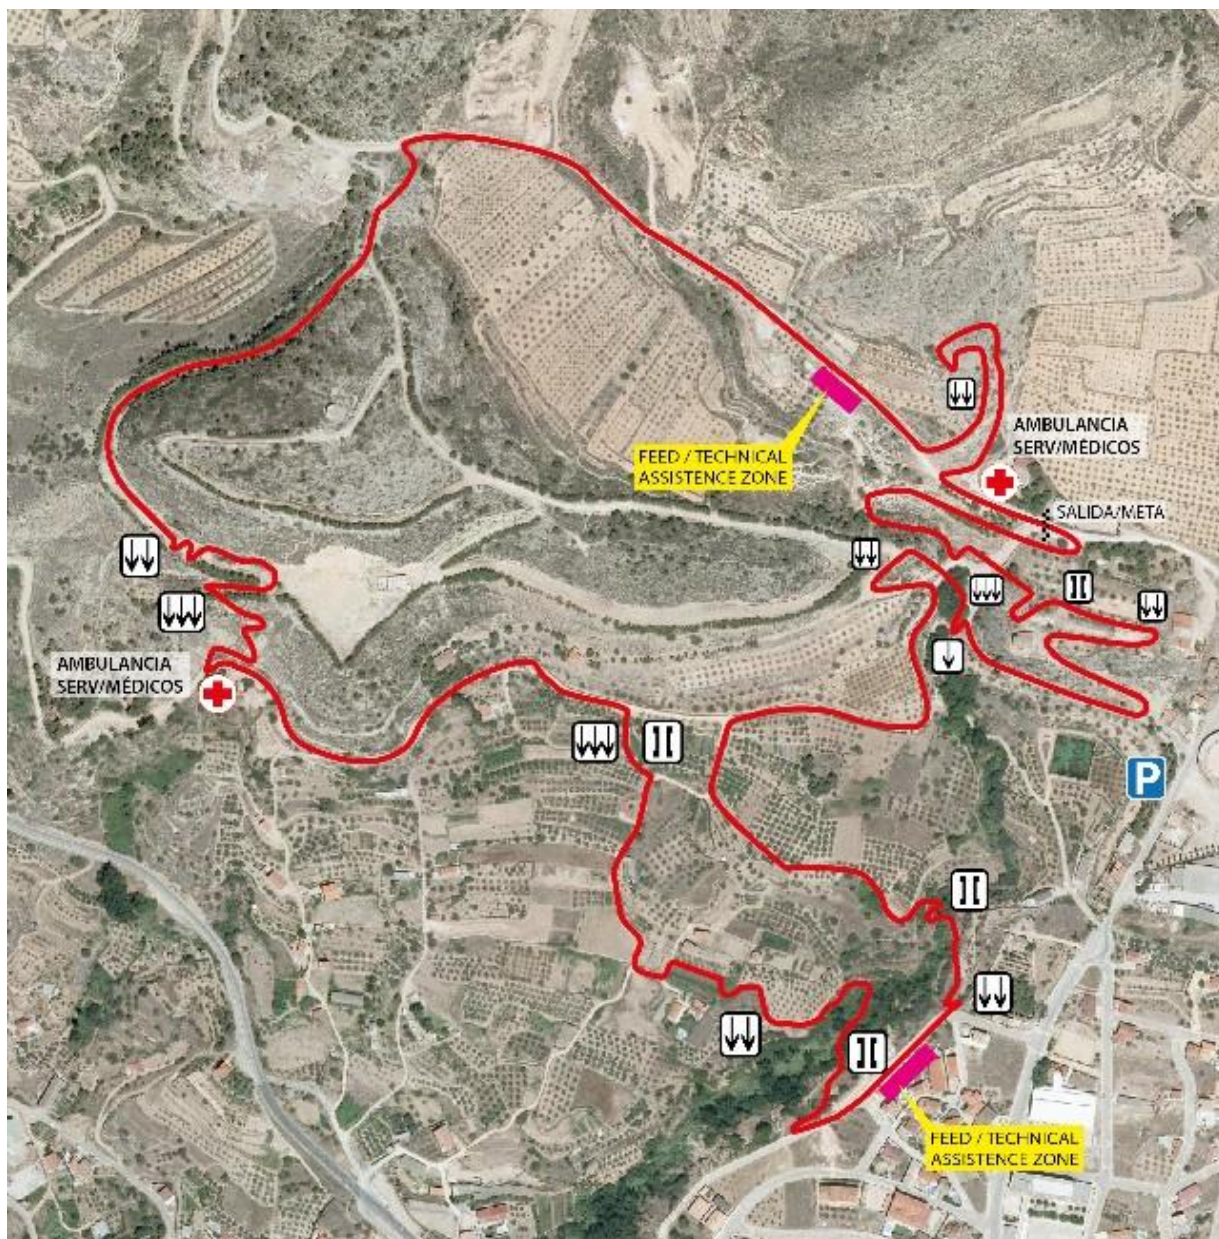 AMBULANCIA
SERV/MÉDICOS
FEED / TECHNICAL
ASSISTENCE ZONE
SALIDA/META
AMBULANCIA
SERV/MÉDICOS
P
FEED / TECHNICAL
ASSISTENCE ZONE